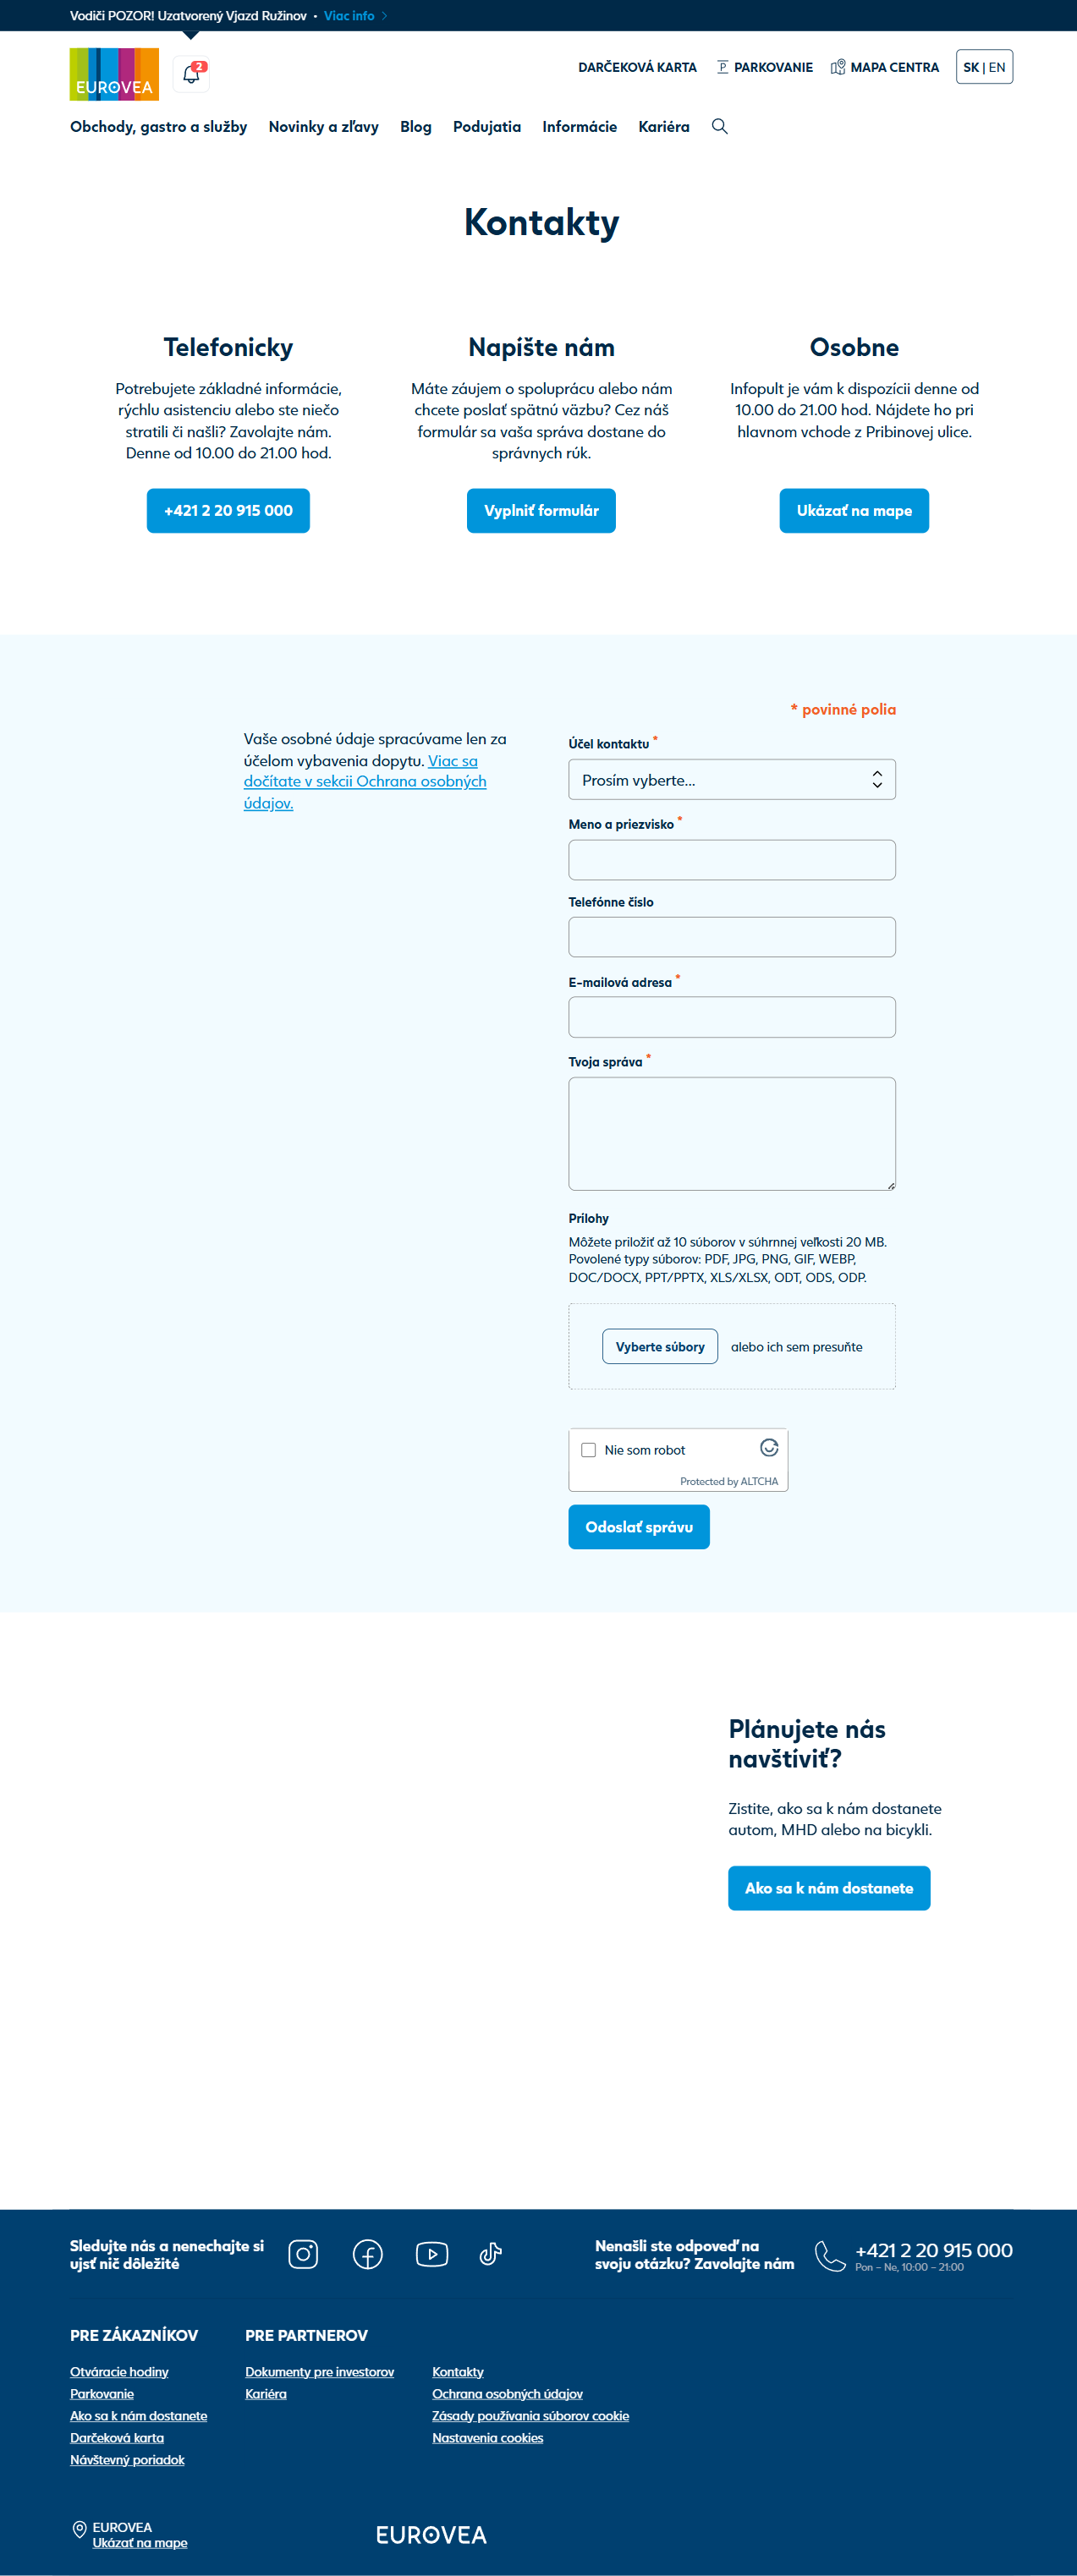 Vodiči POZOR! Uzatvorený Vjazd Ružinov • Viac info
EUROVEA
2
DARČEKOVÁ KARTA
P PARKOVANIE
MAPA CENTRA
SK | EN
Obchody, gastro a služby
Novinky a zľavy
Blog
Podujatia
Informácie
Kariéra
Kontakty
Telefonicky
Potrebujete základné informácie,
rýchlu asistenciu alebo ste niečo
stratili či našli? Zavolajte nám.
Denne od 10.00 do 21.00 hod.
+421 2 20 915 000
Napíšte nám
Máte záujem o spoluprácu alebo nám
chcete poslať spätnú väzbu? Cez náš
formulár sa vaša správa dostane do
správnych rúk.
Vyplniť formulár
Osobne
Infopult je vám k dispozícii denne od
10.00 do 21.00 hod. Nájdete ho pri
hlavnom vchode z Pribinovej ulice.
Ukázať na mape
Vaše osobné údaje spracúvame len za
účelom vybavenia dopytu. Viac sa
dočítate v sekcii Ochrana osobných
údajov.
* povinné polia
Účel kontaktu *
Prosím vyberte...
Meno a priezvisko *
Telefónne číslo
E-mailová adresa *
Tvoja správa *
Prílohy
Môžete priložiť až 10 súborov v súhrnnej veľkosti 20 MB.
Povolené typy súborov: PDF, JPG, PNG, GIF, WEBP,
DOC/DOCX, PPT/PPTX, XLS/XLSX, ODT, ODS, ODP.
Vyberte súbory alebo ich sem presuňte
Nie som robot
Protected by ALTCHA
Odoslať správu
Plánujete nás
navštíviť?
Zistite, ako sa k nám dostanete
autom, MHD alebo na bicykli.
Ako sa k nám dostanete
Sledujte nás a nenechajte si
ujsť nič dôležité
Nenašli ste odpoveď na
svoju otázku? Zavolajte nám
+421 2 20 915 000
Pon – Ne, 10:00 – 21:00
PRE ZÁKAZNÍKOV
Otváracie hodiny
Parkovanie
Ako sa k nám dostanete
Darčeková karta
Návštevný poriadok
PRE PARTNEROV
Dokumenty pre investorov
Kariéra
Kontakty
Ochrana osobných údajov
Zásady používania súborov cookie
Nastavenia cookies
EUROVEA
Ukázať na mape
EUROVEA